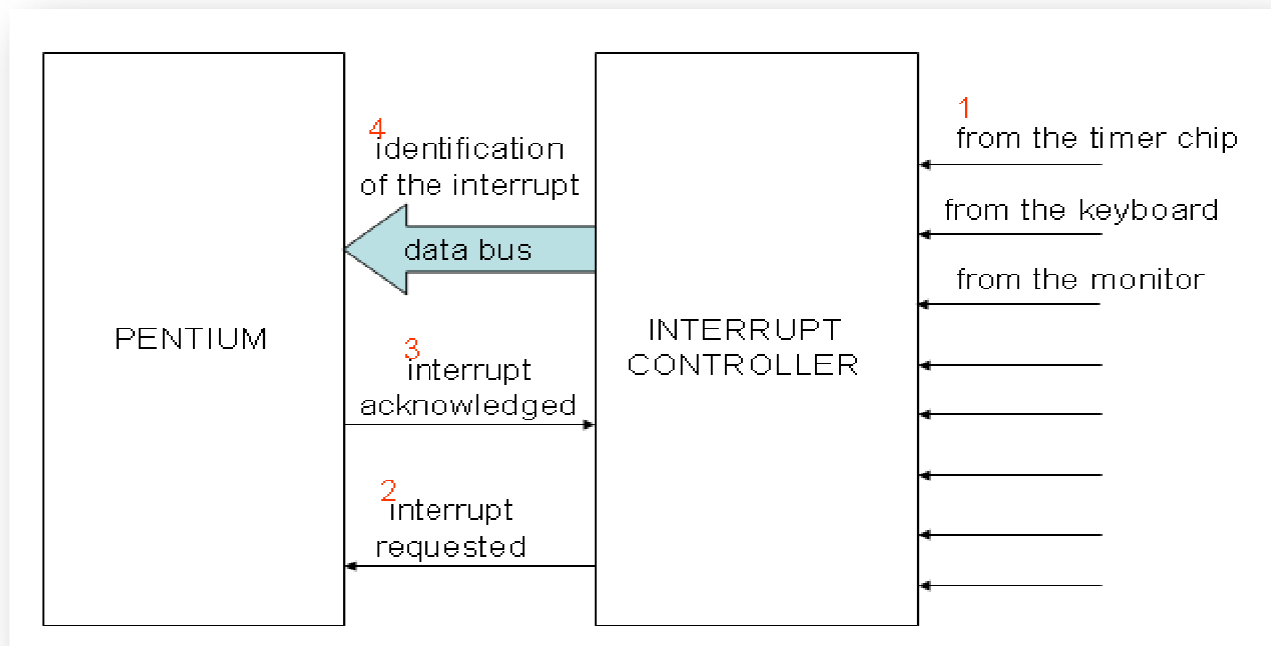 PENTIUM
4
identification
of the interrupt
data bus
3
interrupt
acknowledged
2
interrupt
requested
INTERRUPT
CONTROLLER
1
from the timer chip
from the keyboard
from the monitor